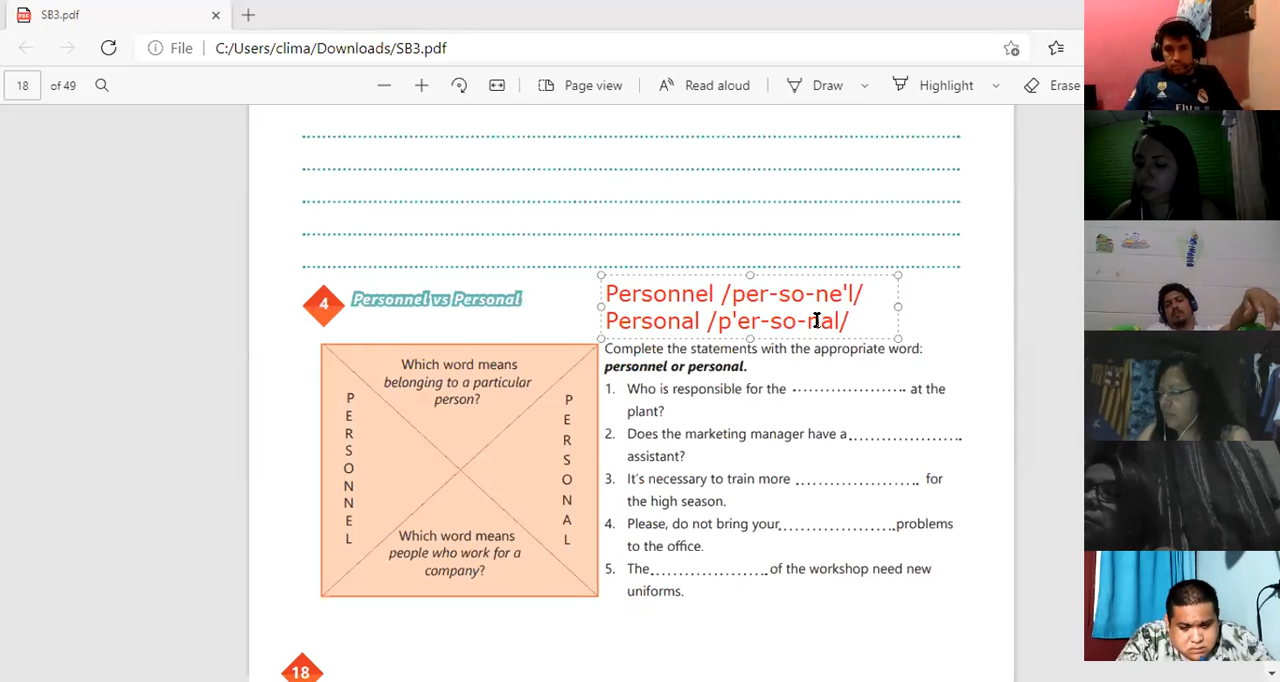 SB3.pdf
File C:/Users/clima/Downloads/SB3.pdf
18 of 49 Page view Read aloud Draw Highlight Erase
4 Personnel vs Personal
Personnel /per-so-ne'l/
Personal /p'er-so-nal/
Which word means
belonging to a particular
person?
PERSONNEL
PERSONAL
Which word means
people who work for a
company?
Complete the statements with the appropriate word:
personnel or personal.
1. Who is responsible for the .................... at the
plant?
2. Does the marketing manager have a....................
assistant?
3. It's necessary to train more .................... for
the high season.
4. Please, do not bring your....................problems
to the office.
5. The.................... of the workshop need new
uniforms.
18